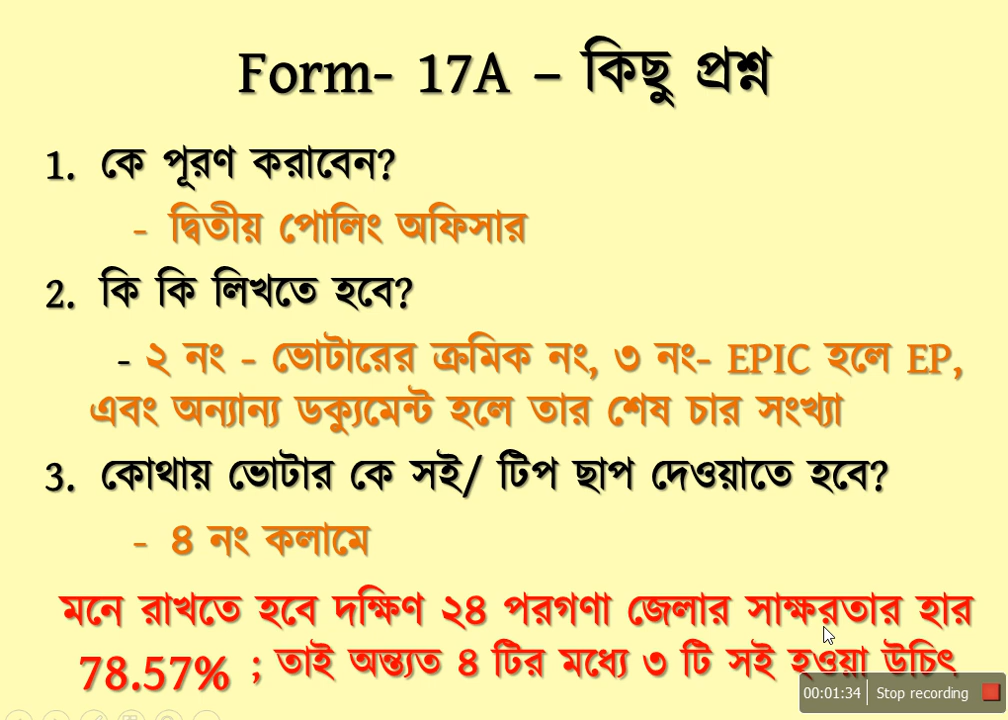 Form- 17A – কিছু প্রশ্ন
1. কে পূরণ করাবেন?
- দ্বিতীয় পোলিং অফিসার
2. কি কি লিখতে হবে?
- ২ নং - ভোটারের ক্রমিক নং, ৩ নং- EPIC হলে EP,
এবং অন্যান্য ডক্যুমেন্ট হলে তার শেষ চার সংখ্যা
3. কোথায় ভোটার কে সই/ টিপ ছাপ দেওয়াতে হবে?
- ৪ নং কলামে
মনে রাখতে হবে দক্ষিণ ২৪ পরগণা জেলার সাক্ষরতার হার
78.57% ; তাই অন্ত্যত ৪ টির মধ্যে ৩ টি সই হওয়া উচিৎ
00:01:34 Stop recording